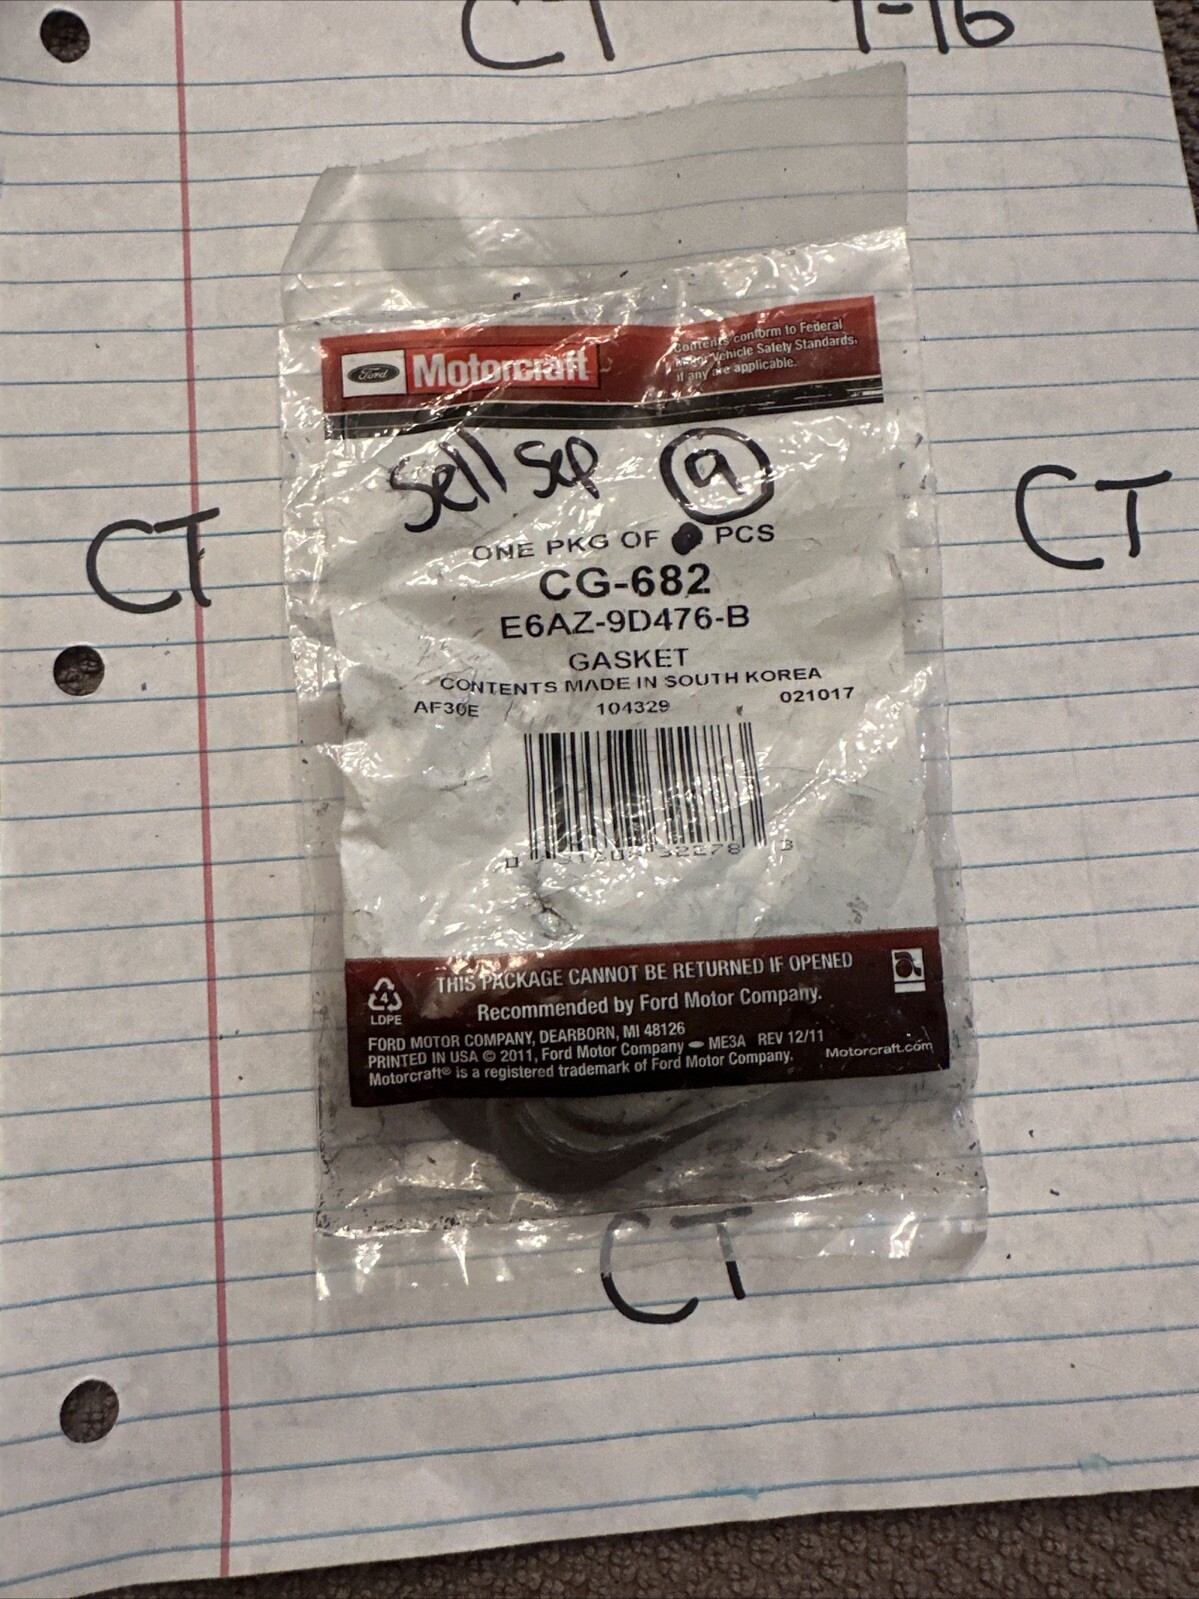 CT
Ford Motorcraft
Contents conform to Federal
Motor Vehicle Safety Standards,
if any are applicable.
Sell Sep 9
ONE PKG OF PCS
CG-682
E6AZ-9D476-B
GASKET
CONTENTS MADE IN SOUTH KOREA
AF30E 104329 021017
CT
CT
THIS PACKAGE CANNOT BE RETURNED IF OPENED
Recommended by Ford Motor Company.
4
LDPE
FORD MOTOR COMPANY, DEARBORN, MI 48126
PRINTED IN USA © 2011, Ford Motor Company ME3A REV 12/11
Motorcraft® is a registered trademark of Ford Motor Company.
Motorcraft.com
CT